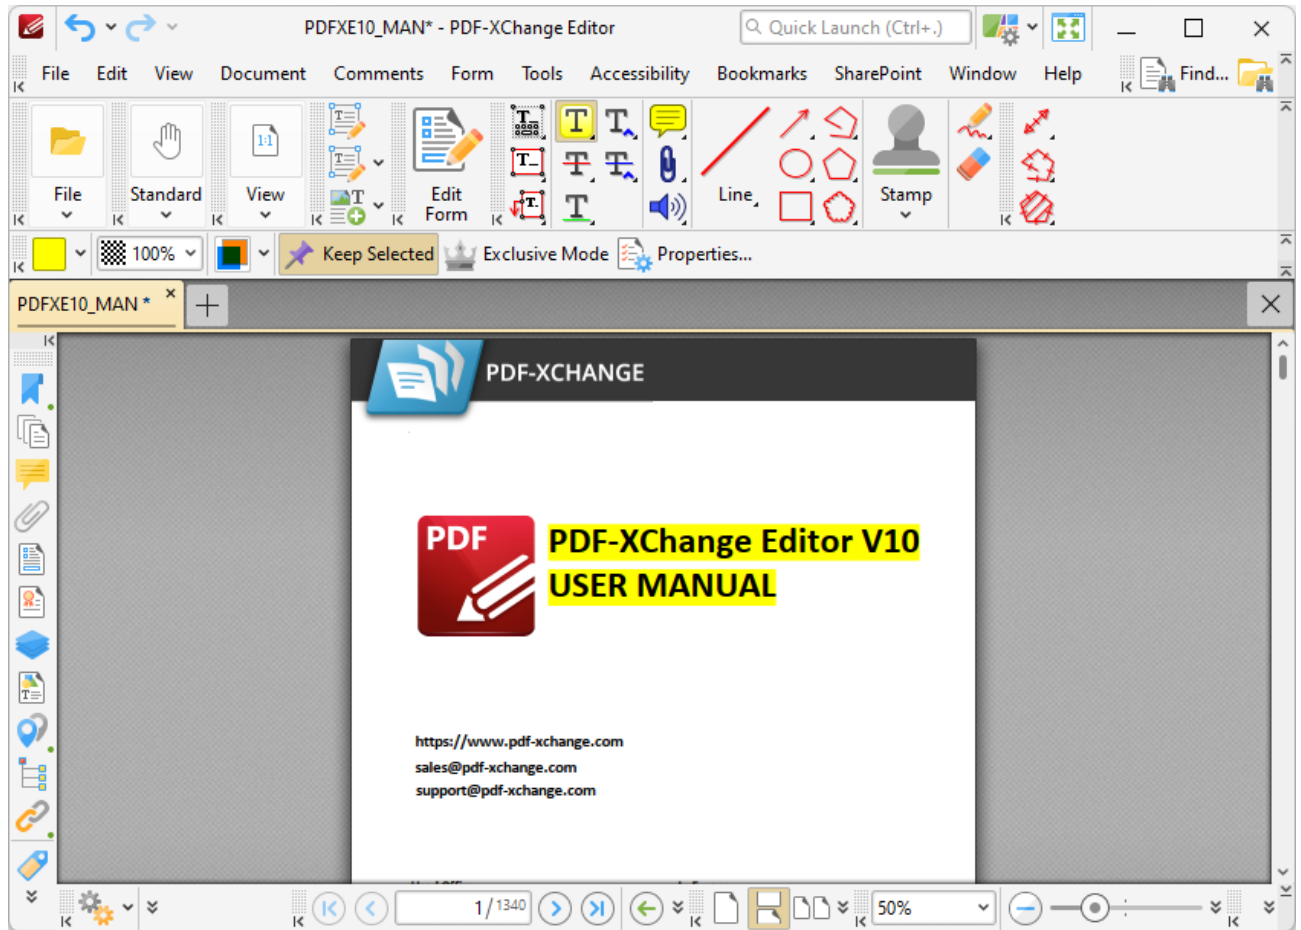 PDFXE10_MAN* - PDF-XChange Editor
Quick Launch (Ctrl+.)
File Edit View Document Comments Form Tools Accessibility Bookmarks SharePoint Window Help Find...
File Standard 1:1 View Edit Form Line Stamp
100% Keep Selected Exclusive Mode Properties...
PDFXE10_MAN *
PDF-XCHANGE
PDF
PDF-XChange Editor V10
USER MANUAL
https://www.pdf-xchange.com
sales@pdf-xchange.com
support@pdf-xchange.com
1/1340 50%